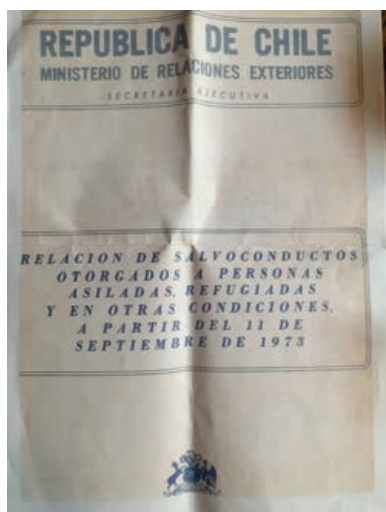 REPUBLICA DE CHILE
MINISTERIO DE RELACIONES EXTERIORES
SECRETARIA EJECUTIVA
RELACION DE SALVOCONDUCTOS
OTORGADOS A PERSONAS
ASILADAS, REFUGIADAS
Y EN OTRAS CONDICIONES,
A PARTIR DEL 11 DE
SEPTIEMBRE DE 1973